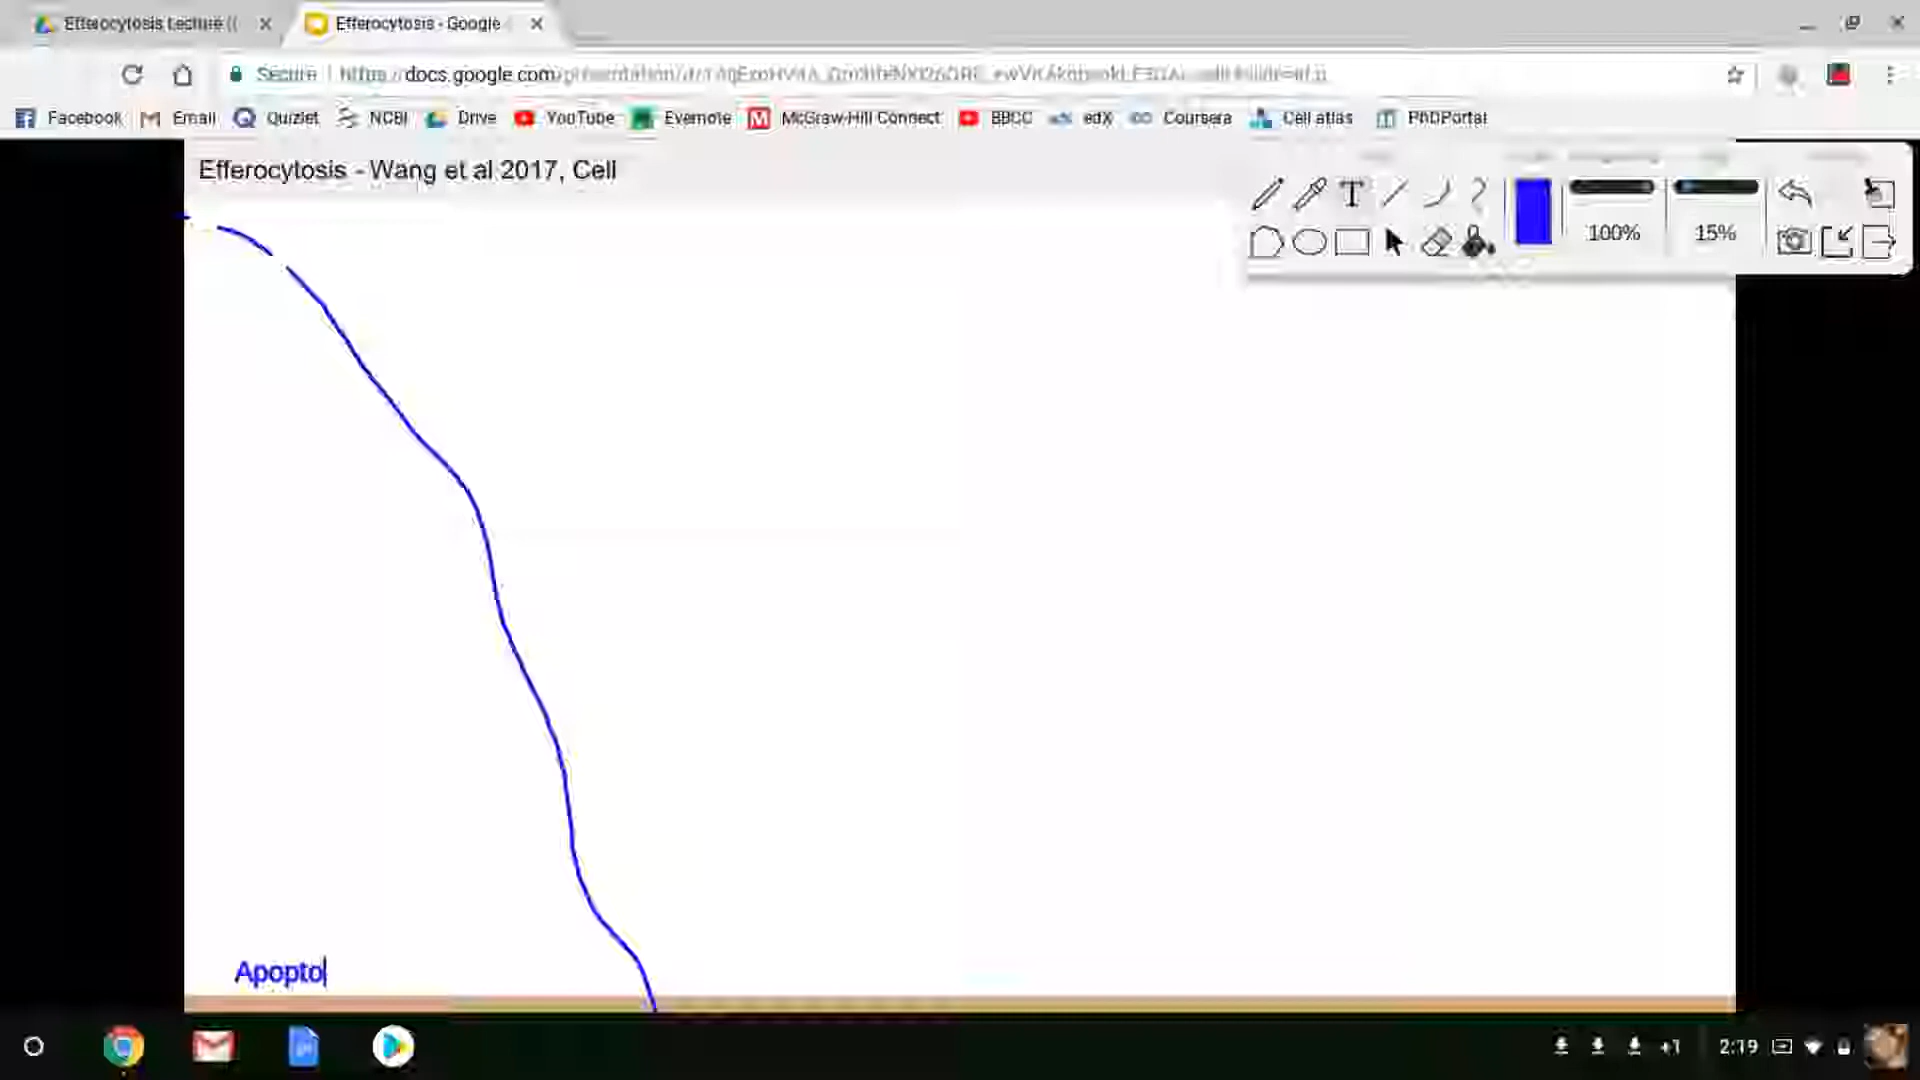 Efferocytosis Lecture ((
Efferocytosis - Google
Secure | https://docs.google.com
Facebook Email Quizlet NCBI Drive YouTube Evernote McGraw-Hill Connect BBCC edX Coursera Cell atlas PhDPortal
Efferocytosis - Wang et al 2017, Cell
T
100% 15%
Apopto
+1 2:19